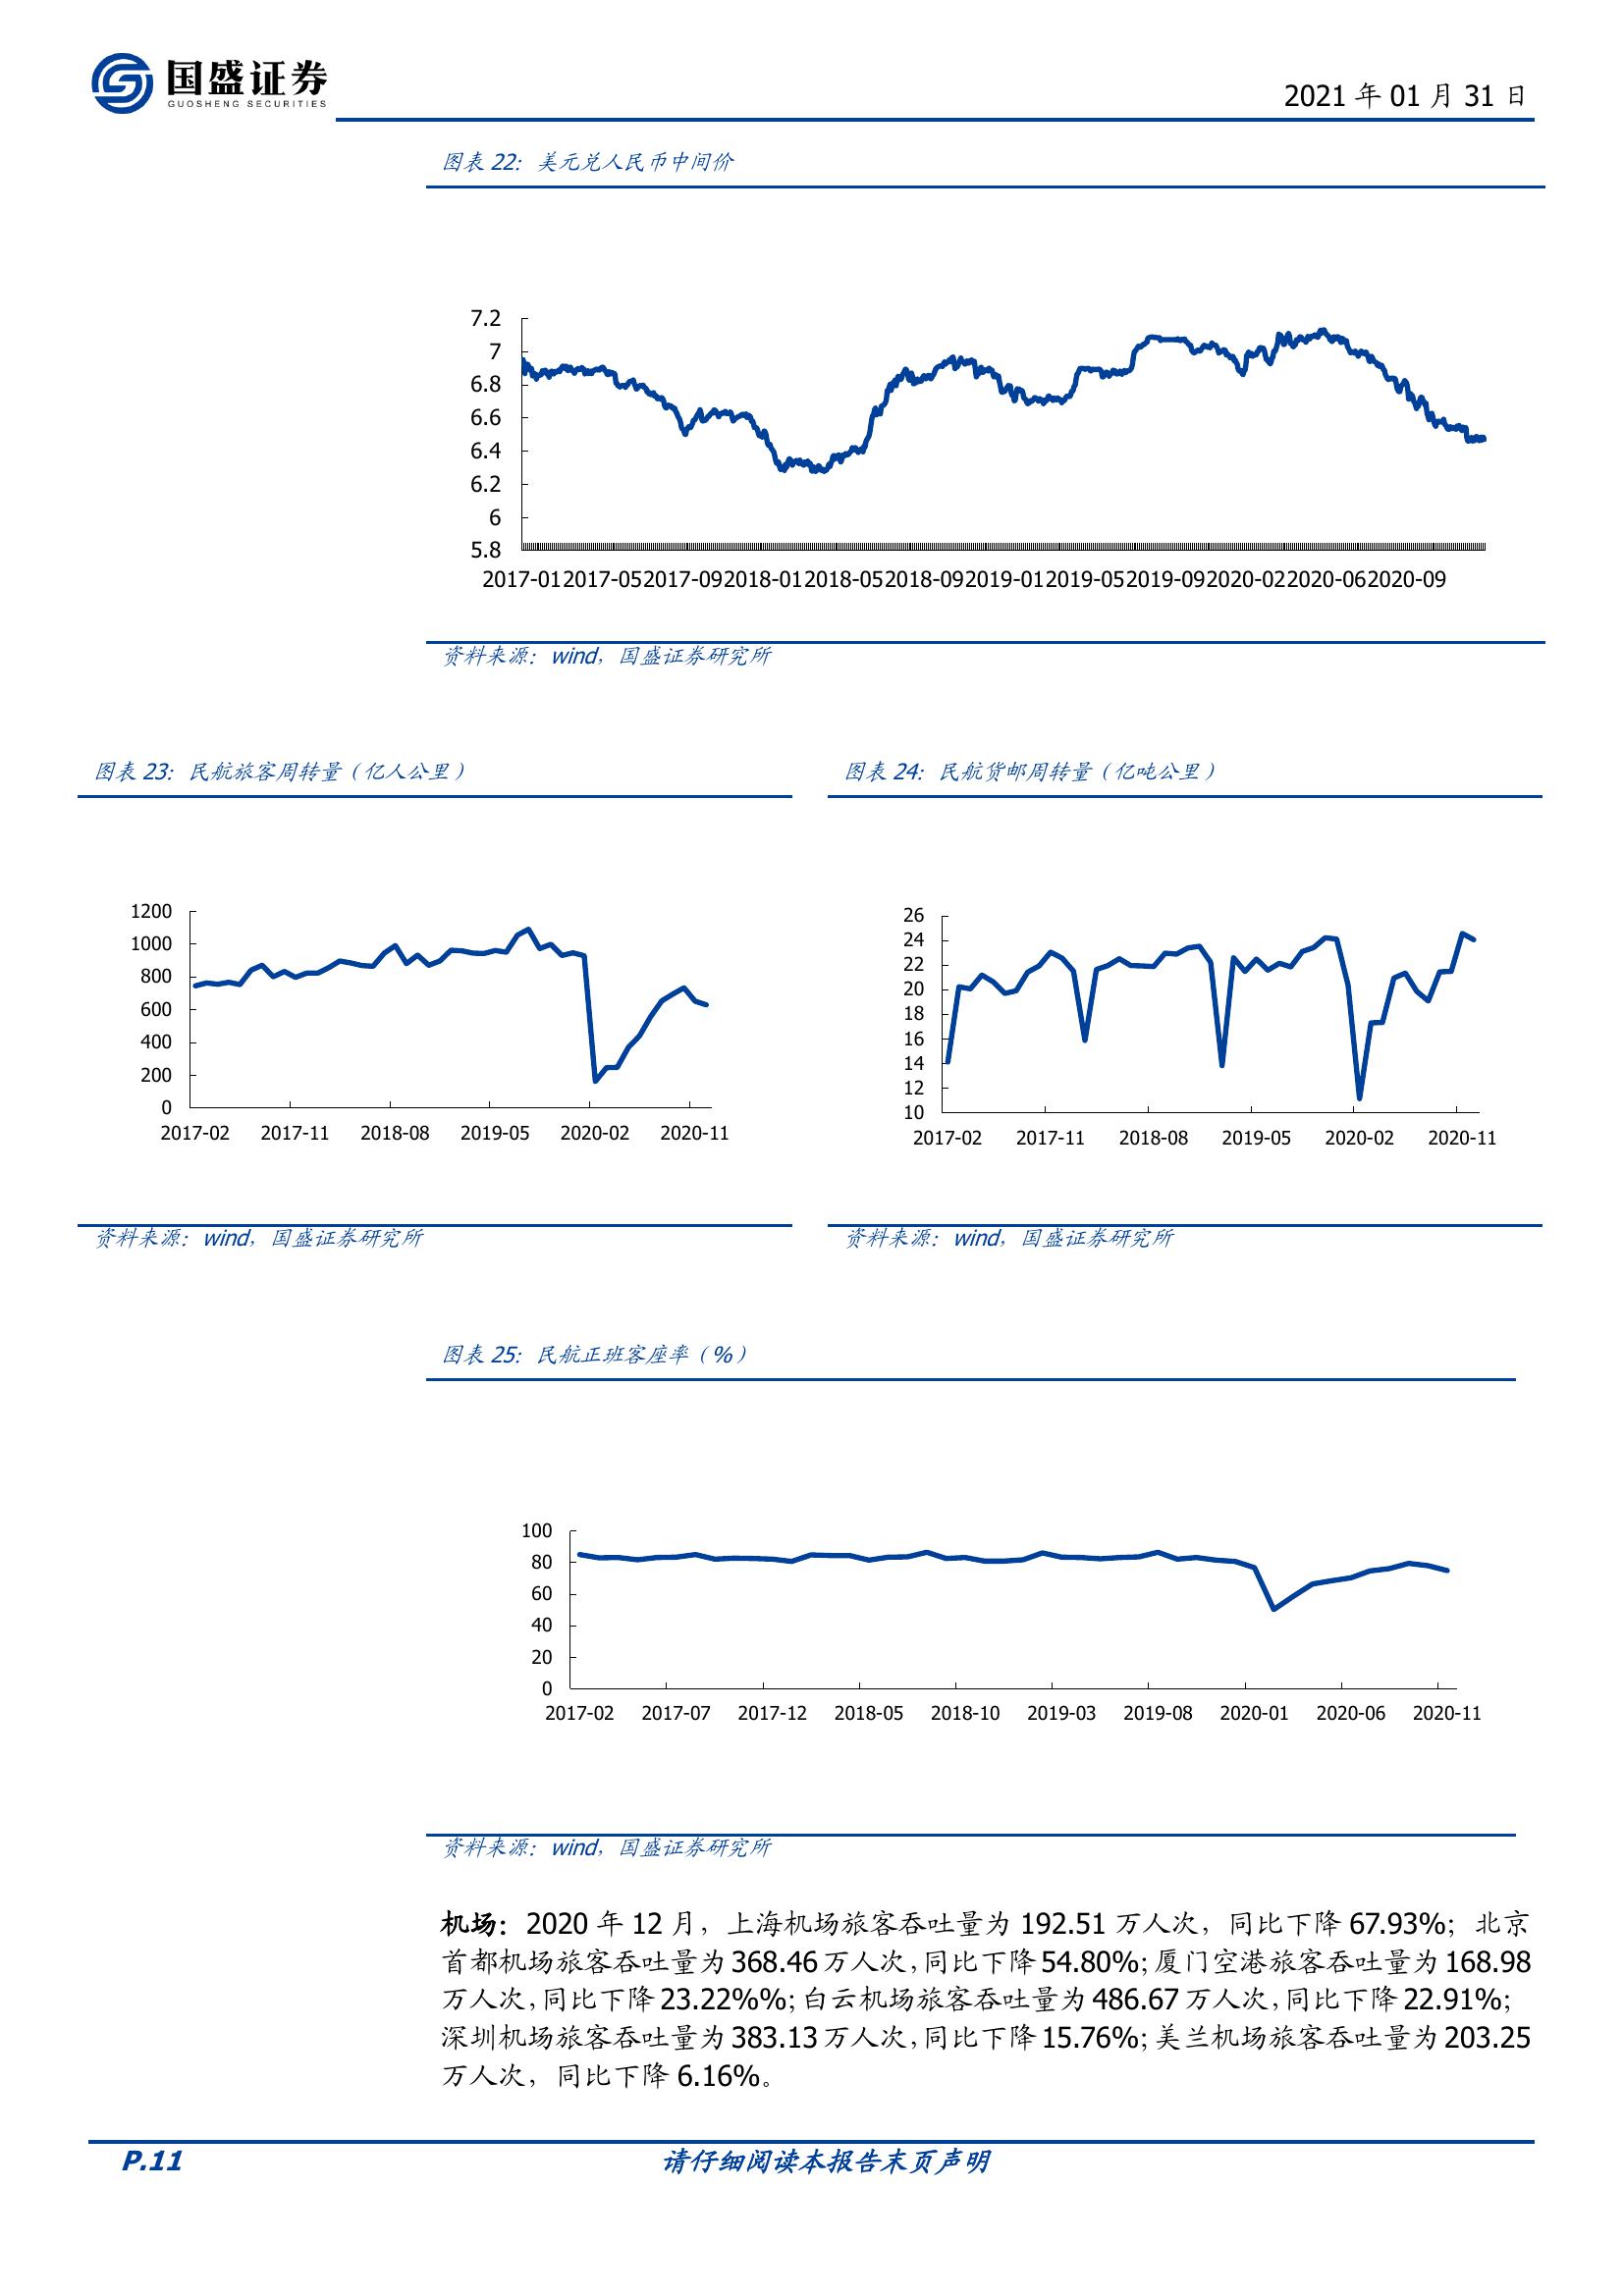 国盛证券
GUOSHENG SECURITIES
2021 年 01 月 31 日
图表 22：美元兑人民币中间价
7.2
7
6.8
6.6
6.4
6.2
6
5.8
2017-01 2017-05 2017-09 2018-01 2018-05 2018-09 2019-01 2019-05 2019-09 2020-02 2020-06 2020-09
资料来源：wind，国盛证券研究所
图表 23：民航旅客周转量（亿人公里）
1200
1000
800
600
400
200
0
2017-02 2017-11 2018-08 2019-05 2020-02 2020-11
资料来源：wind，国盛证券研究所
图表 24：民航货邮周转量（亿吨公里）
26
24
22
20
18
16
14
12
10
2017-02 2017-11 2018-08 2019-05 2020-02 2020-11
资料来源：wind，国盛证券研究所
图表 25：民航正班客座率（%）
100
80
60
40
20
0
2017-02 2017-07 2017-12 2018-05 2018-10 2019-03 2019-08 2020-01 2020-06 2020-11
资料来源：wind，国盛证券研究所
机场：2020 年 12 月，上海机场旅客吞吐量为 192.51 万人次，同比下降 67.93%；北京
首都机场旅客吞吐量为 368.46 万人次，同比下降 54.80%；厦门空港旅客吞吐量为 168.98
万人次，同比下降 23.22%%；白云机场旅客吞吐量为 486.67 万人次，同比下降 22.91%；
深圳机场旅客吞吐量为 383.13 万人次，同比下降 15.76%；美兰机场旅客吞吐量为 203.25
万人次，同比下降 6.16%。
P.11
请仔细阅读本报告末页声明